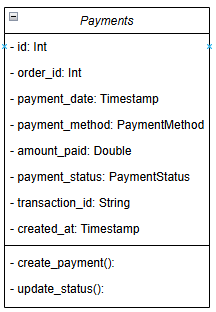 Payments
- id: Int
- order_id: Int
- payment_date: Timestamp
- payment_method: PaymentMethod
- amount_paid: Double
- payment_status: PaymentStatus
- transaction_id: String
- created_at: Timestamp
- create_payment():
- update_status():